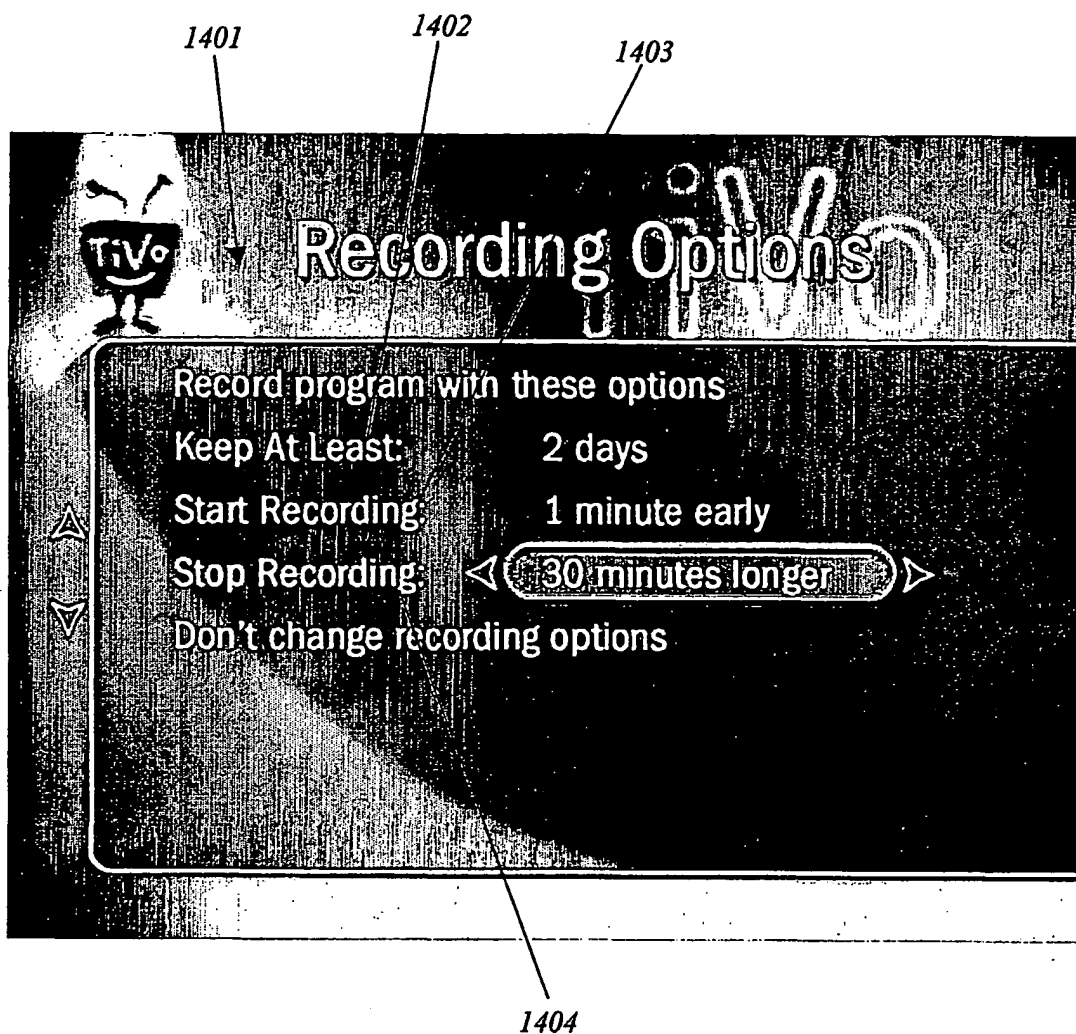 1401
1402
1403
TiVo
TiVo
Recording Options
Record program with these options
Keep At Least: 2 days
Start Recording: 1 minute early
Stop Recording: 30 minutes longer
Don't change recording options
1404